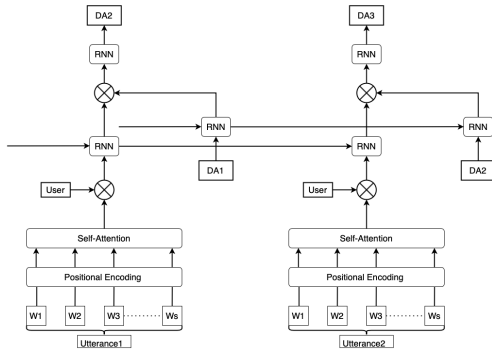 DA2 DA3
RNN RNN
RNN RNN
RNN RNN
DA1 DA2
User User
Self-Attention Self-Attention
Positional Encoding Positional Encoding
W1 W2 W3 Ws W1 W2 W3 Ws
Utterance1 Utterance2